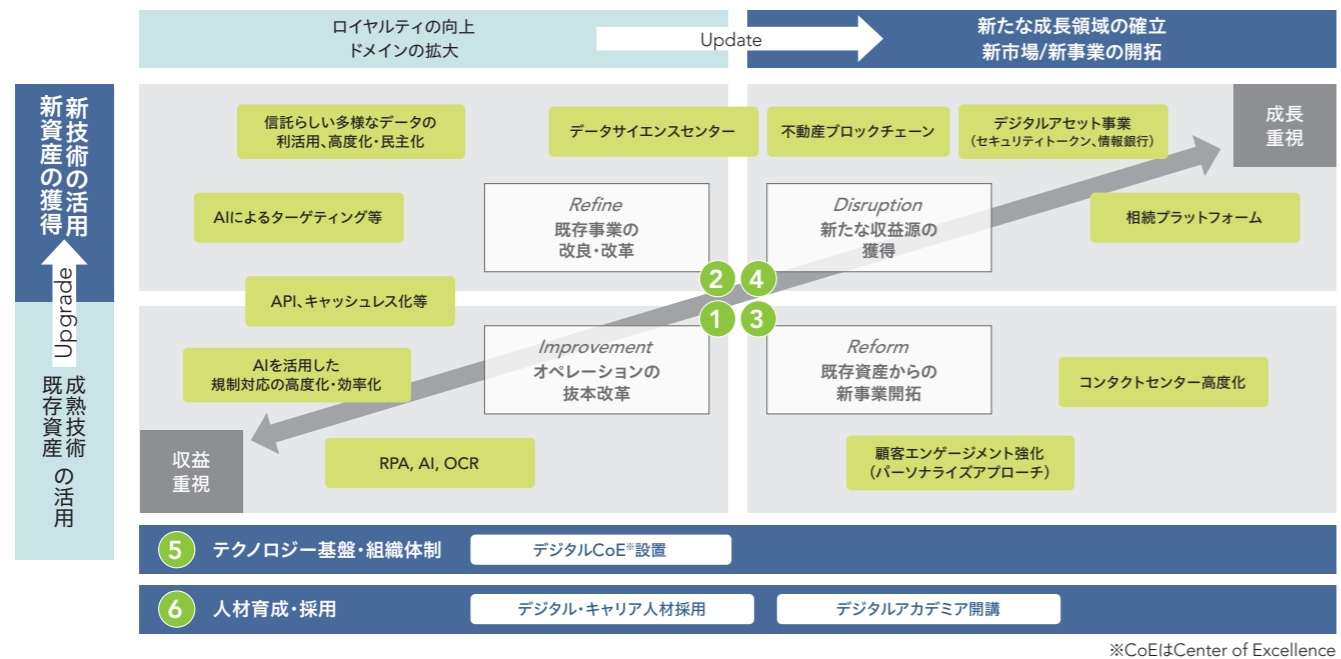 ロイヤルティの向上
ドメインの拡大
Update
新たな成長領域の確立
新市場/新事業の開拓
新技術の活用
新資産の獲得
Upgrade
成熟技術
既存資産
の活用
信託らしい多様なデータの
利活用、高度化・民主化
データサイエンスセンター
不動産ブロックチェーン
デジタルアセット事業
(セキュリティトークン、情報銀行)
成長
重視
AIによるターゲティング等
Refine
既存事業の
改良・改革
Disruption
新たな収益源の
獲得
相続プラットフォーム
API、キャッシュレス化等
2
4
1
3
AIを活用した
規制対応の高度化・効率化
Improvement
オペレーションの
抜本改革
Reform
既存資産からの
新事業開拓
コンタクトセンター高度化
収益
重視
RPA, AI, OCR
顧客エンゲージメント強化
(パーソナライズアプローチ)
5 テクノロジー基盤・組織体制 デジタルCoE※設置
6 人材育成・採用 デジタル・キャリア人材採用 デジタルアカデミア開講
※CoEはCenter of Excellence